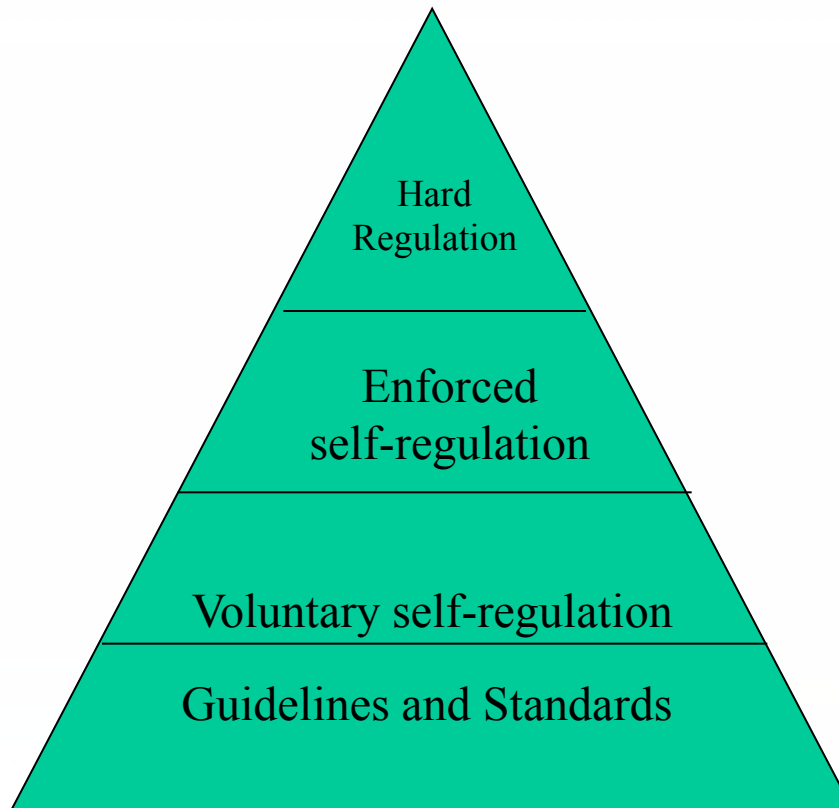 Hard
Regulation
Enforced
self-regulation
Voluntary self-regulation
Guidelines and Standards